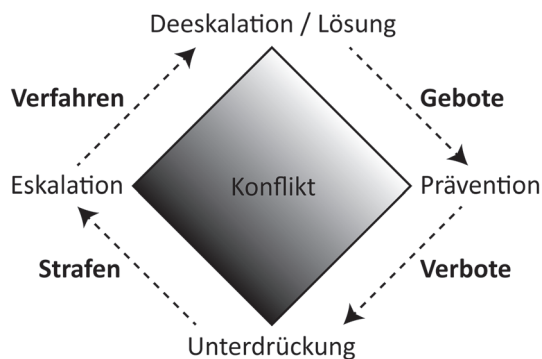 Deeskalation / Lösung
Verfahren
Gebote
Eskalation
Konflikt
Prävention
Strafen
Verbote
Unterdrückung